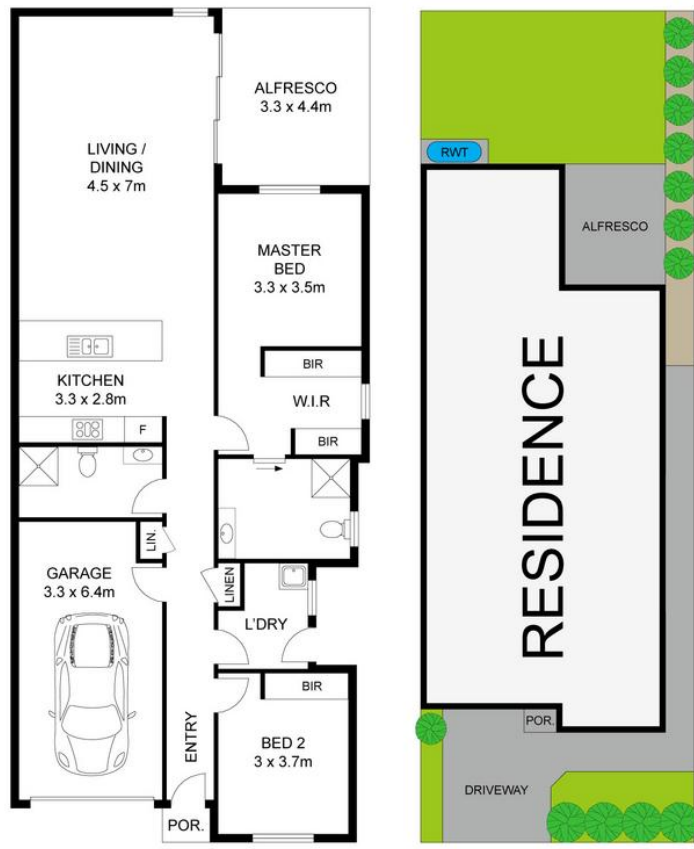 ALFRESCO
3.3 x 4.4m
LIVING /
DINING
4.5 x 7m
MASTER
BED
3.3 x 3.5m
BIR
KITCHEN
3.3 x 2.8m
W.I.R
F
BIR
LIN.
GARAGE
3.3 x 6.4m
LINEN
L'DRY
BIR
ENTRY
BED 2
3 x 3.7m
POR.
RWT
ALFRESCO
RESIDENCE
POR.
DRIVEWAY